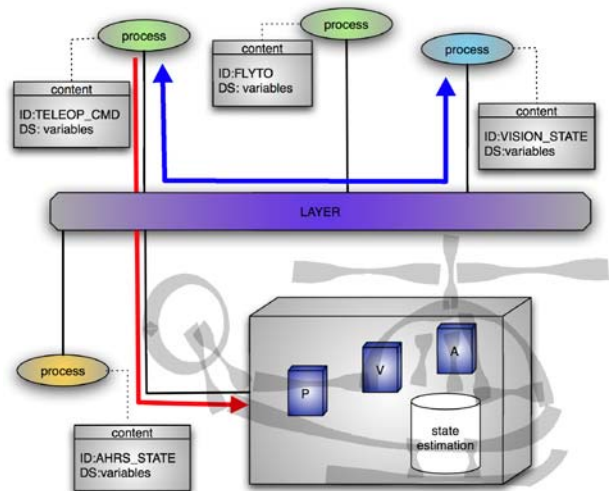 process
content
ID:TELEOP_CMD
DS: variables
process
content
ID:FLYTO
DS: variables
process
content
ID:VISION_STATE
DS:variables
LAYER
process
content
ID:AHRS_STATE
DS:variables
P
V
A
state
estimation